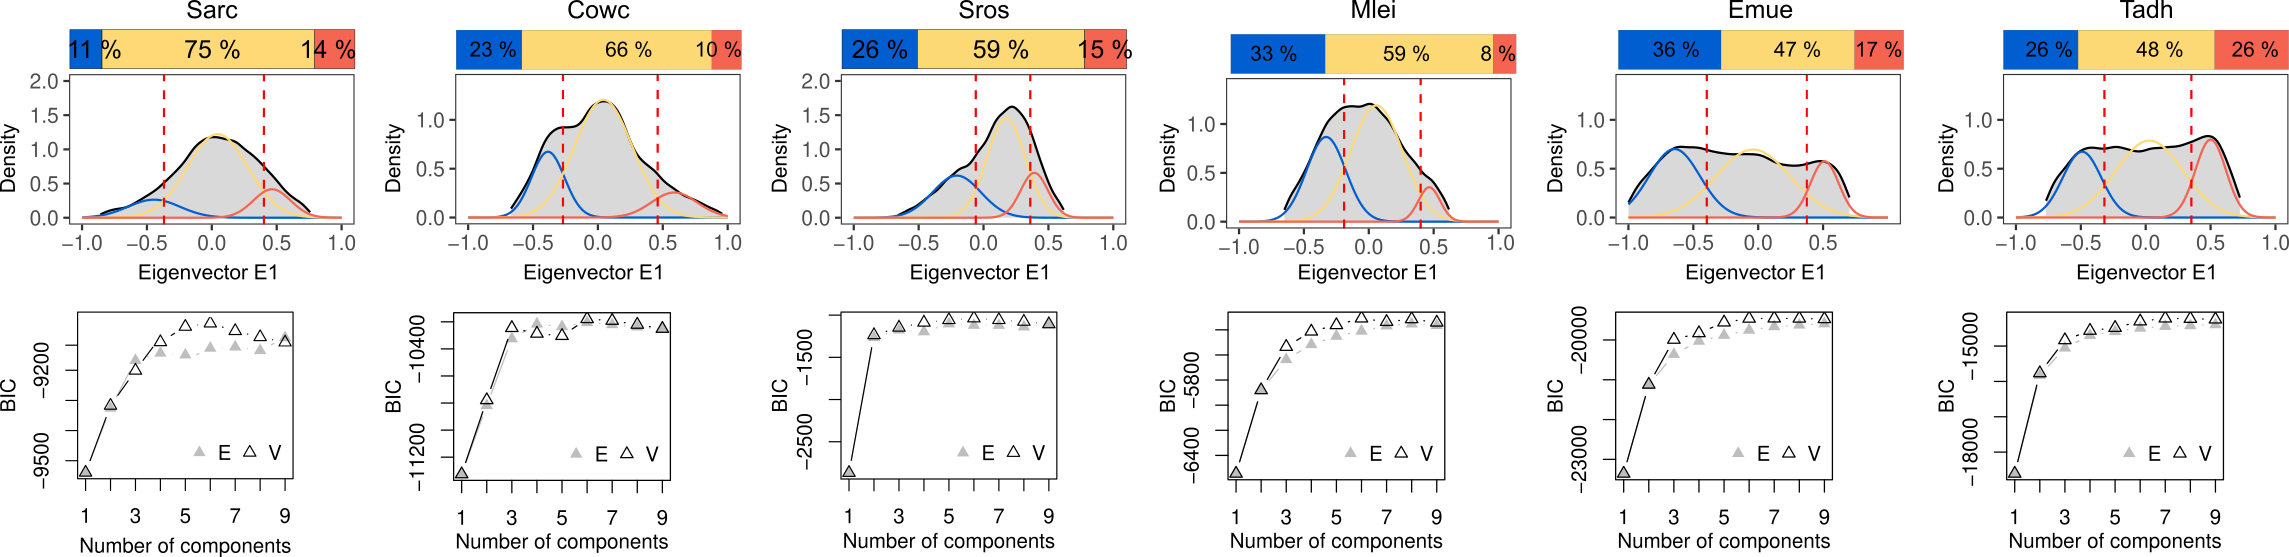 Sarc
11 % 75 % 14 %
2.0
1.5
1.0
0.5
0.0
Density
−1.0 −0.5 0.0 0.5 1.0
Eigenvector E1
Cowc
23 % 66 % 10 %
1.0
0.5
0.0
Density
−1.0 −0.5 0.0 0.5 1.0
Eigenvector E1
Sros
26 % 59 % 15 %
2.0
1.5
1.0
0.5
0.0
Density
−1.0 −0.5 0.0 0.5 1.0
Eigenvector E1
Mlei
33 % 59 % 8 %
1.0
0.5
0.0
Density
−1.0 −0.5 0.0 0.5 1.0
Eigenvector E1
Emue
36 % 47 % 17 %
1.0
0.5
0.0
Density
−1.0 −0.5 0.0 0.5
Eigenvector E1
Tadh
26 % 48 % 26 %
1.0
0.5
0.0
Density
−1.0 −0.5 0.0 0.5 1.0
Eigenvector E1
BIC
−9200
−9500
E V
1 3 5 7 9
Number of components
BIC
−10400
−11200
E V
1 3 5 7 9
Number of components
BIC
−1500
−2500
E V
1 3 5 7 9
Number of components
BIC
−5800
−6400
E V
1 3 5 7 9
Number of components
BIC
−20000
−23000
E V
1 3 5 7 9
Number of components
BIC
−15000
−18000
E V
1 3 5 7 9
Number of components